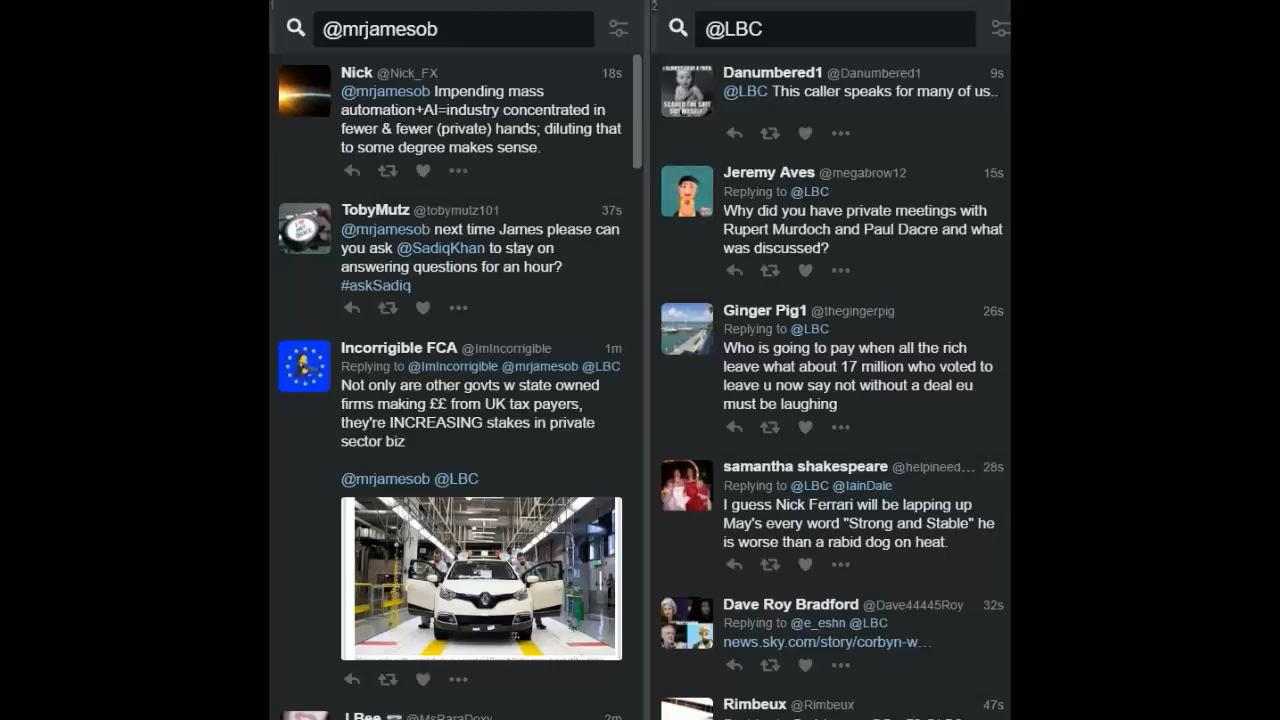 1
@mrjamesob
Nick @Nick_FX 18s
@mrjamesob Impending mass
automation+AI=industry concentrated in
fewer & fewer (private) hands; diluting that
to some degree makes sense.
TobyMutz @tobymutz101 37s
@mrjamesob next time James please can
you ask @SadiqKhan to stay on
answering questions for an hour?
#askSadiq
Incorrigible FCA @ImIncorrigible 1m
Replying to @ImIncorrigible @mrjamesob @LBC
Not only are other govts w state owned
firms making ££ from UK tax payers,
they're INCREASING stakes in private
sector biz
@mrjamesob @LBC
J Bee @MsParaDoxy 2m
2
@LBC
Danumbered1 @Danumbered1 9s
@LBC This caller speaks for many of us..
Jeremy Aves @megabrow12 15s
Replying to @LBC
Why did you have private meetings with
Rupert Murdoch and Paul Dacre and what
was discussed?
Ginger Pig1 @thegingerpig 26s
Replying to @LBC
Who is going to pay when all the rich
leave what about 17 million who voted to
leave u now say not without a deal eu
must be laughing
samantha shakespeare @helpineed... 28s
Replying to @LBC @IainDale
I guess Nick Ferrari will be lapping up
May's every word "Strong and Stable" he
is worse than a rabid dog on heat.
Dave Roy Bradford @Dave44445Roy 32s
Replying to @e_eshn @LBC
news.sky.com/story/corbyn-w...
Rimbeux @Rimbeux 47s